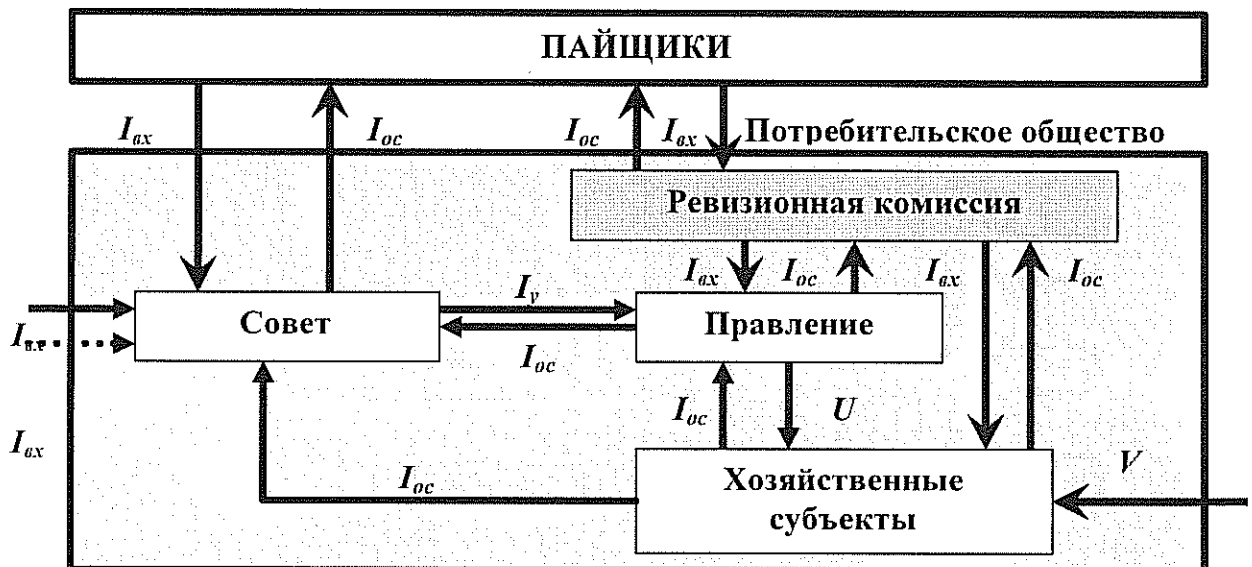 ПАЙЩИКИ
I_вх
I_ос
I_ос
I_вх
Потребительское общество
Ревизионная комиссия
I_вх
I_ос
I_вх
I_ос
I_у
Совет
Правление
I_вх
I_ос
I_ос
U
I_вх
I_ос
V
Хозяйственные
субъекты